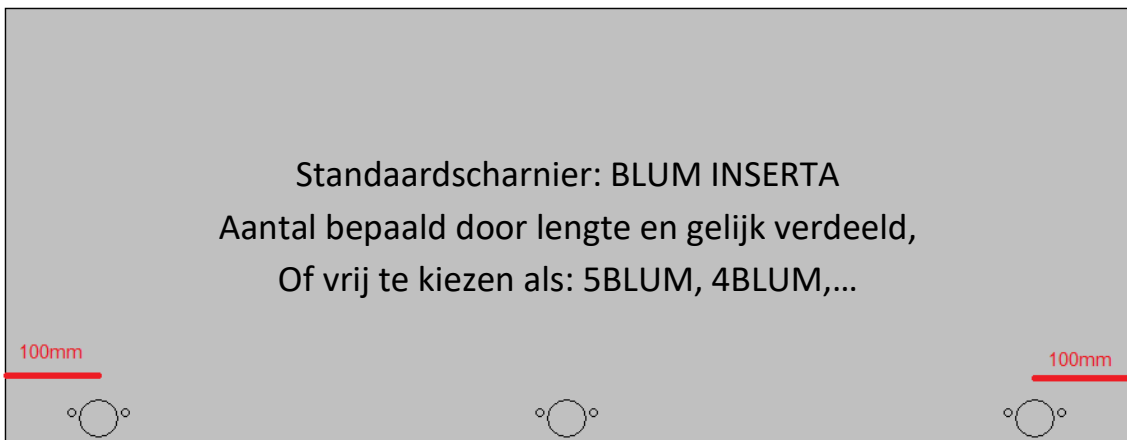 Standaardscharnier: BLUM INSERTA
Aantal bepaald door lengte en gelijk verdeeld,
Of vrij te kiezen als: 5BLUM, 4BLUM,…
100mm
100mm